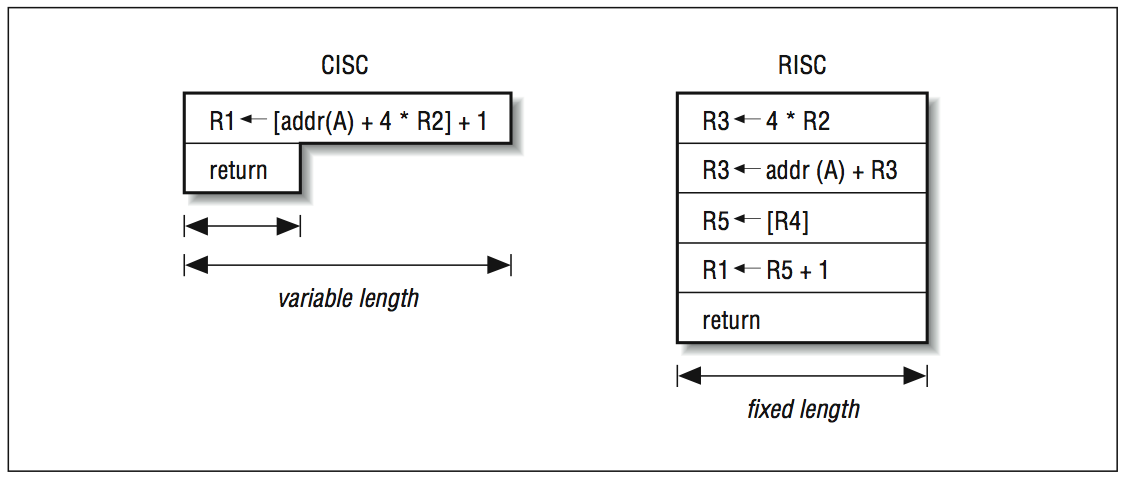 CISC
R1 ← [addr(A) + 4 * R2] + 1
return
variable length
RISC
R3 ← 4 * R2
R3 ← addr (A) + R3
R5 ← [R4]
R1 ← R5 + 1
return
fixed length